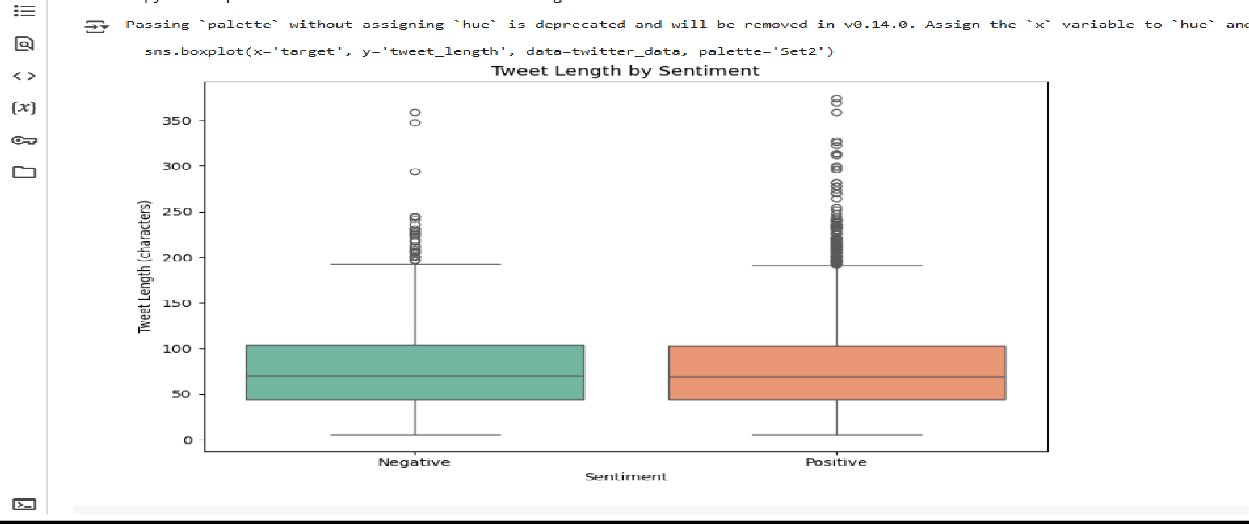 Passing `palette` without assigning `hue` is deprecated and will be removed in v0.14.0. Assign the `x` variable to `hue` and
sns.boxplot(x='target', y='tweet_length', data=twitter_data, palette='Set2')
Tweet Length by Sentiment
350
300
250
200
150
100
50
0
Tweet Length (characters)
Negative
Positive
Sentiment